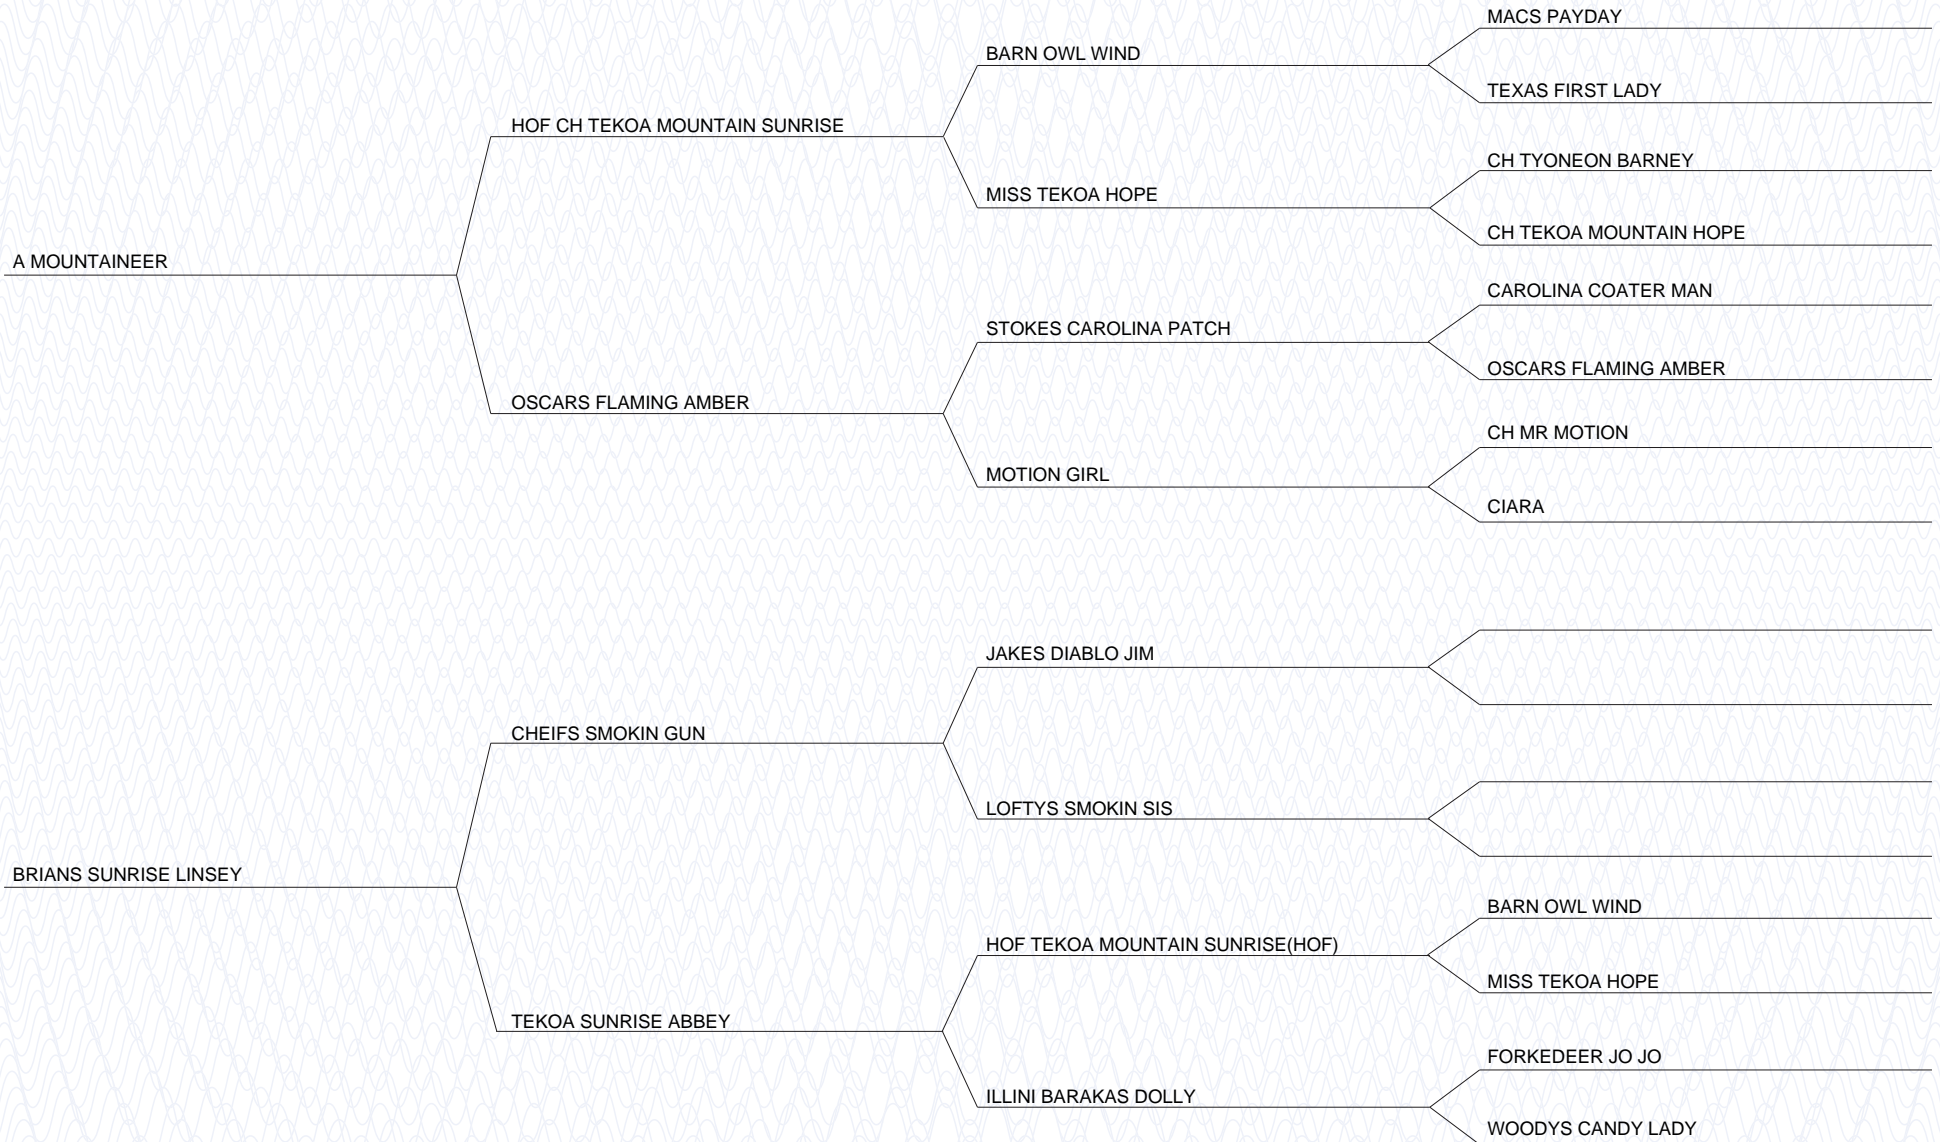 MACS PAYDAY
BARN OWL WIND
TEXAS FIRST LADY
HOF CH TEKOA MOUNTAIN SUNRISE
CH TYONEON BARNEY
MISS TEKOA HOPE
CH TEKOA MOUNTAIN HOPE
A MOUNTAINEER
CAROLINA COATER MAN
STOKES CAROLINA PATCH
OSCARS FLAMING AMBER
OSCARS FLAMING AMBER
CH MR MOTION
MOTION GIRL
CIARA
JAKES DIABLO JIM
CHEIFS SMOKIN GUN
LOFTYS SMOKIN SIS
BRIANS SUNRISE LINSEY
BARN OWL WIND
HOF TEKOA MOUNTAIN SUNRISE(HOF)
MISS TEKOA HOPE
TEKOA SUNRISE ABBEY
FORKEDEER JO JO
ILLINI BARAKAS DOLLY
WOODYS CANDY LADY